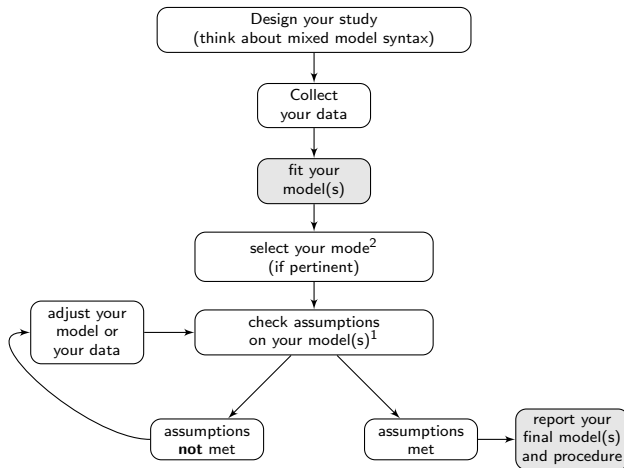 Design your study
(think about mixed model syntax)
Collect
your data
fit your
model(s)
select your mode²
(if pertinent)
adjust your
model or
your data
check assumptions
on your model(s)¹
assumptions
not met
assumptions
met
report your
final model(s)
and procedure